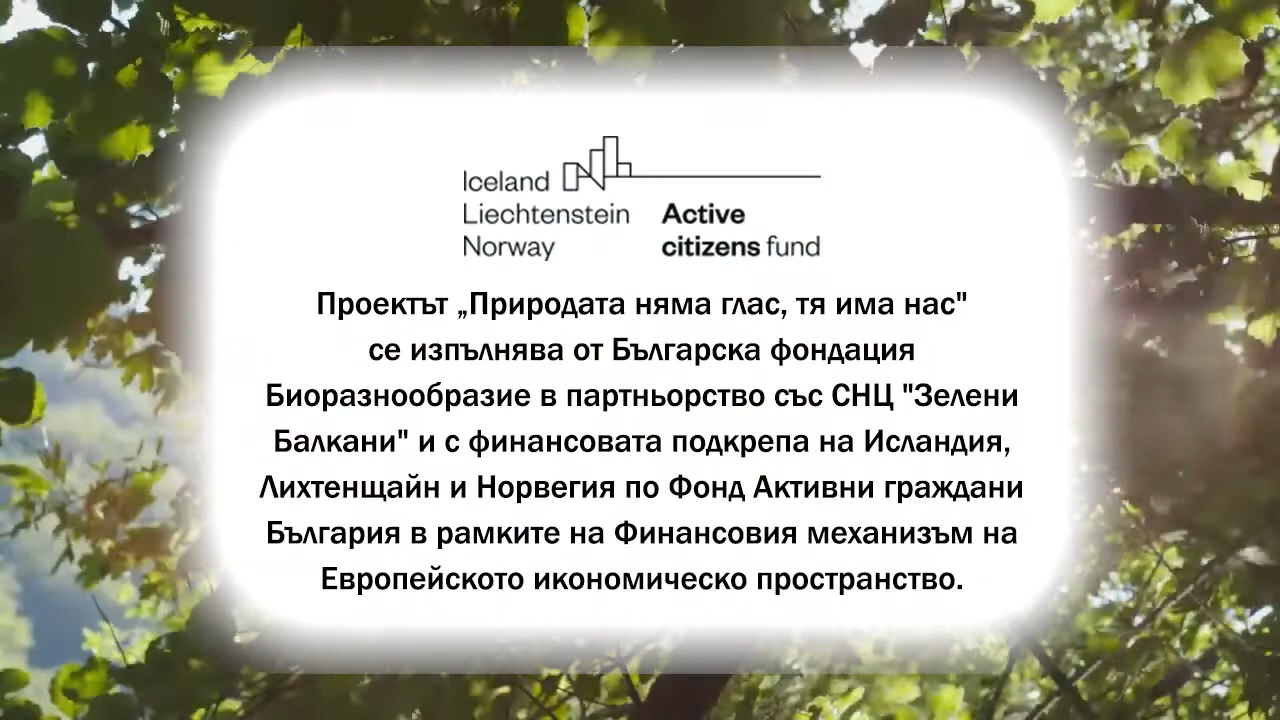 Iceland
Liechtenstein
Norway
Active
citizens fund
Проектът „Природата няма глас, тя има нас"
се изпълнява от Българска фондация
Биоразнообразие в партньорство със СНЦ "Зелени
Балкани" и с финансовата подкрепа на Исландия,
Лихтенщайн и Норвегия по Фонд Активни граждани
България в рамките на Финансовия механизъм на
Европейското икономическо пространство.